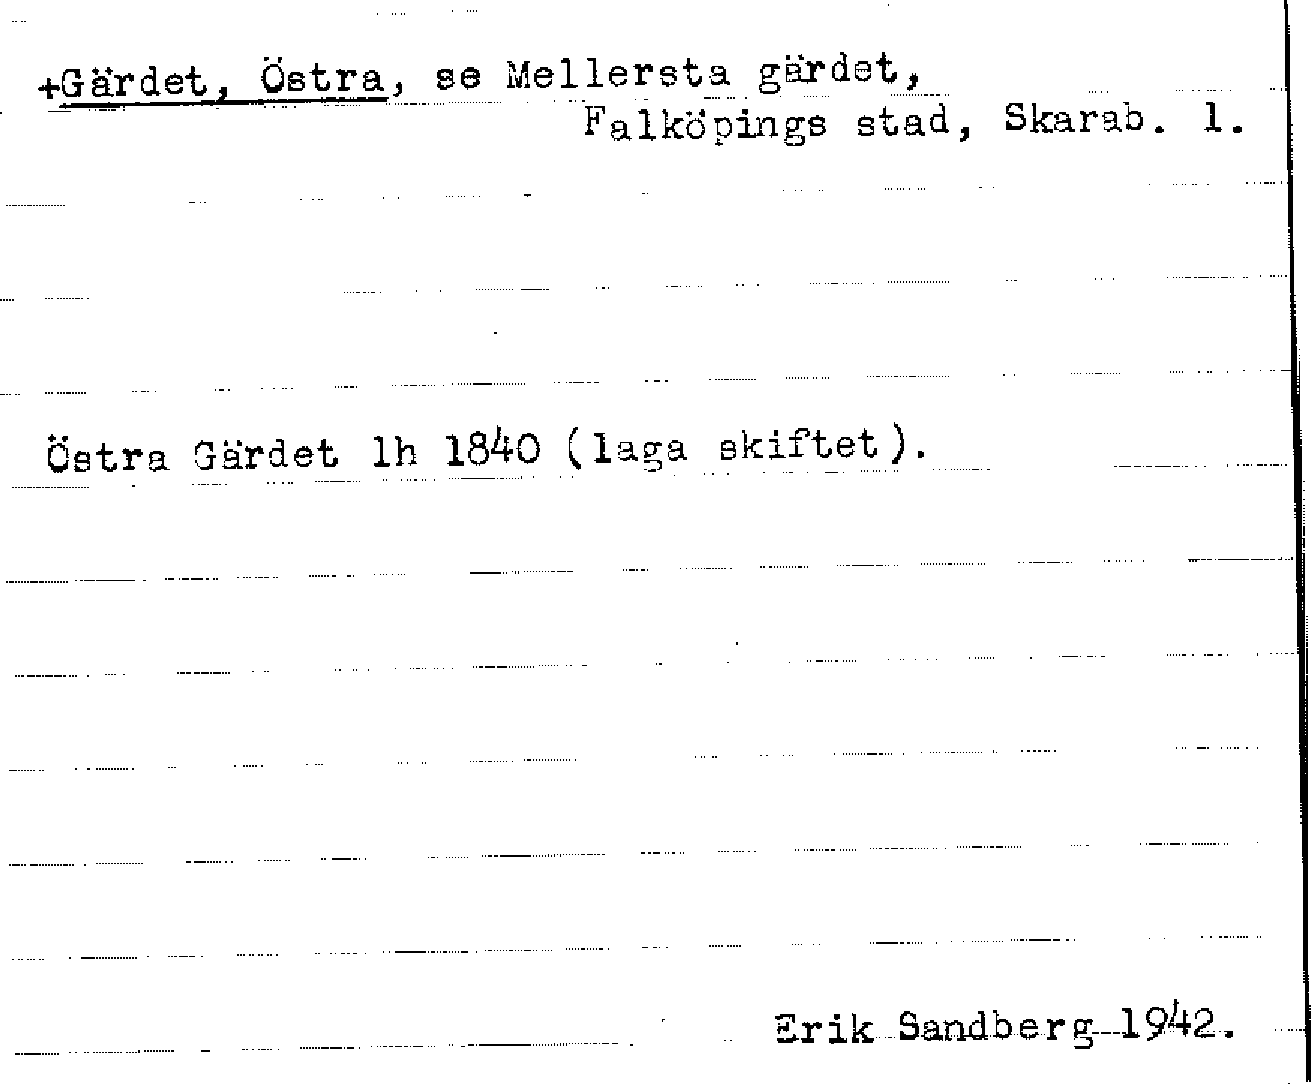 +Gärdet, Östra, se Mellersta gärdet,
Falköpings stad, Skarab. l.
Östra Gärdet lh 1840 (laga skiftet).
Erik Sandberg 1942.